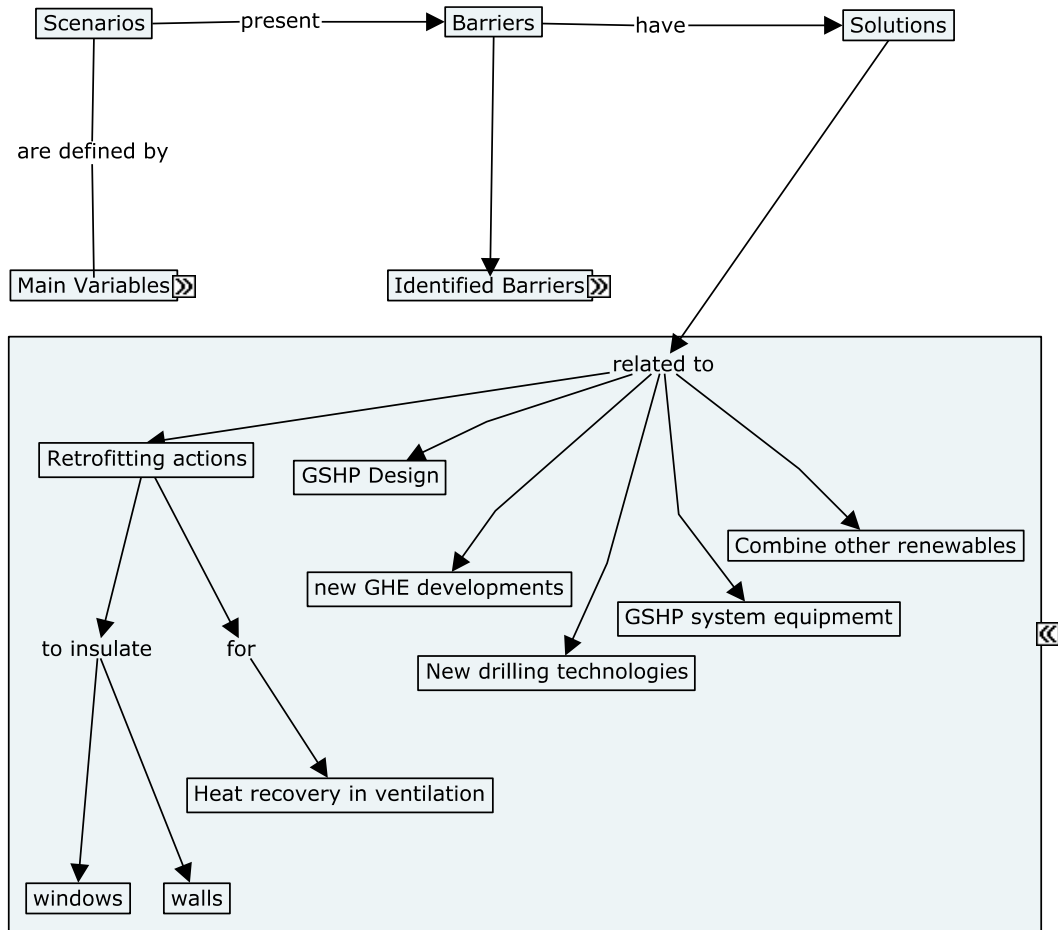 Scenarios
present
Barriers
have
Solutions
are defined by
Main Variables
Identified Barriers
related to
Retrofitting actions
GSHP Design
Combine other renewables
new GHE developments
GSHP system equipmemt
to insulate
for
New drilling technologies
Heat recovery in ventilation
windows
walls